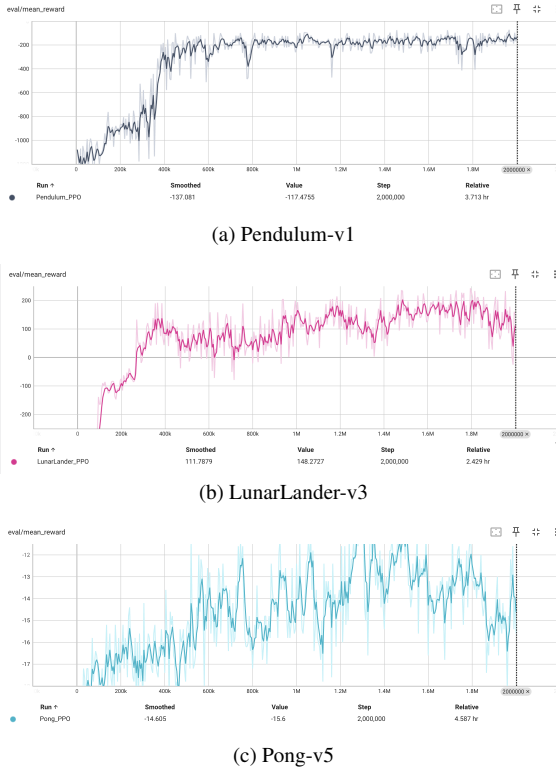 eval/mean_reward
-200
-400
-600
-800
-1000
0 200k 400k 600k 800k 1M 1.2M 1.4M 1.6M 1.8M 2000000 ×
Run ↑ Smoothed Value Step Relative
Pendulum_PPO -137.081 -117.4755 2,000,000 3.713 hr
(a) Pendulum-v1
eval/mean_reward
200
100
0
-100
-200
0 200k 400k 600k 800k 1M 1.2M 1.4M 1.6M 1.8M 2000000 ×
Run ↑ Smoothed Value Step Relative
LunarLander_PPO 111.7879 148.2727 2,000,000 2.429 hr
(b) LunarLander-v3
eval/mean_reward
-12
-13
-14
-15
-16
-17
0 200k 400k 600k 800k 1M 1.2M 1.4M 1.6M 1.8M 2000000 ×
Run ↑ Smoothed Value Step Relative
Pong_PPO -14.605 -15.6 2,000,000 4.587 hr
(c) Pong-v5